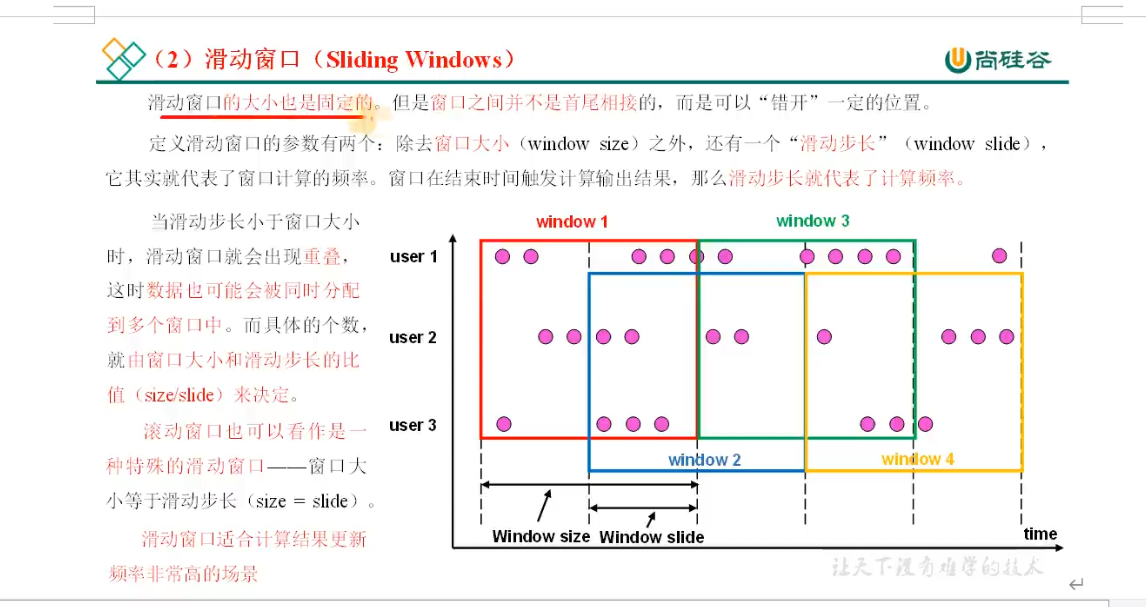 （2）滑动窗口（Sliding Windows）
尚硅谷
滑动窗口的大小也是固定的。但是窗口之间并不是首尾相接的，而是可以“错开”一定的位置。
定义滑动窗口的参数有两个：除去窗口大小（window size）之外，还有一个“滑动步长”（window slide），
它其实就代表了窗口计算的频率。窗口在结束时间触发计算输出结果，那么滑动步长就代表了计算频率。
当滑动步长小于窗口大小
时，滑动窗口就会出现重叠，
这时数据也可能会被同时分配
到多个窗口中。而具体的个数，
就由窗口大小和滑动步长的比
值（size/slide）来决定。
滚动窗口也可以看作是一
种特殊的滑动窗口——窗口大
小等于滑动步长（size = slide）。
滑动窗口适合计算结果更新
频率非常高的场景
window 1
window 3
user 1
user 2
user 3
window 2
window 4
Window size
Window slide
time
让天下没有难学的技术